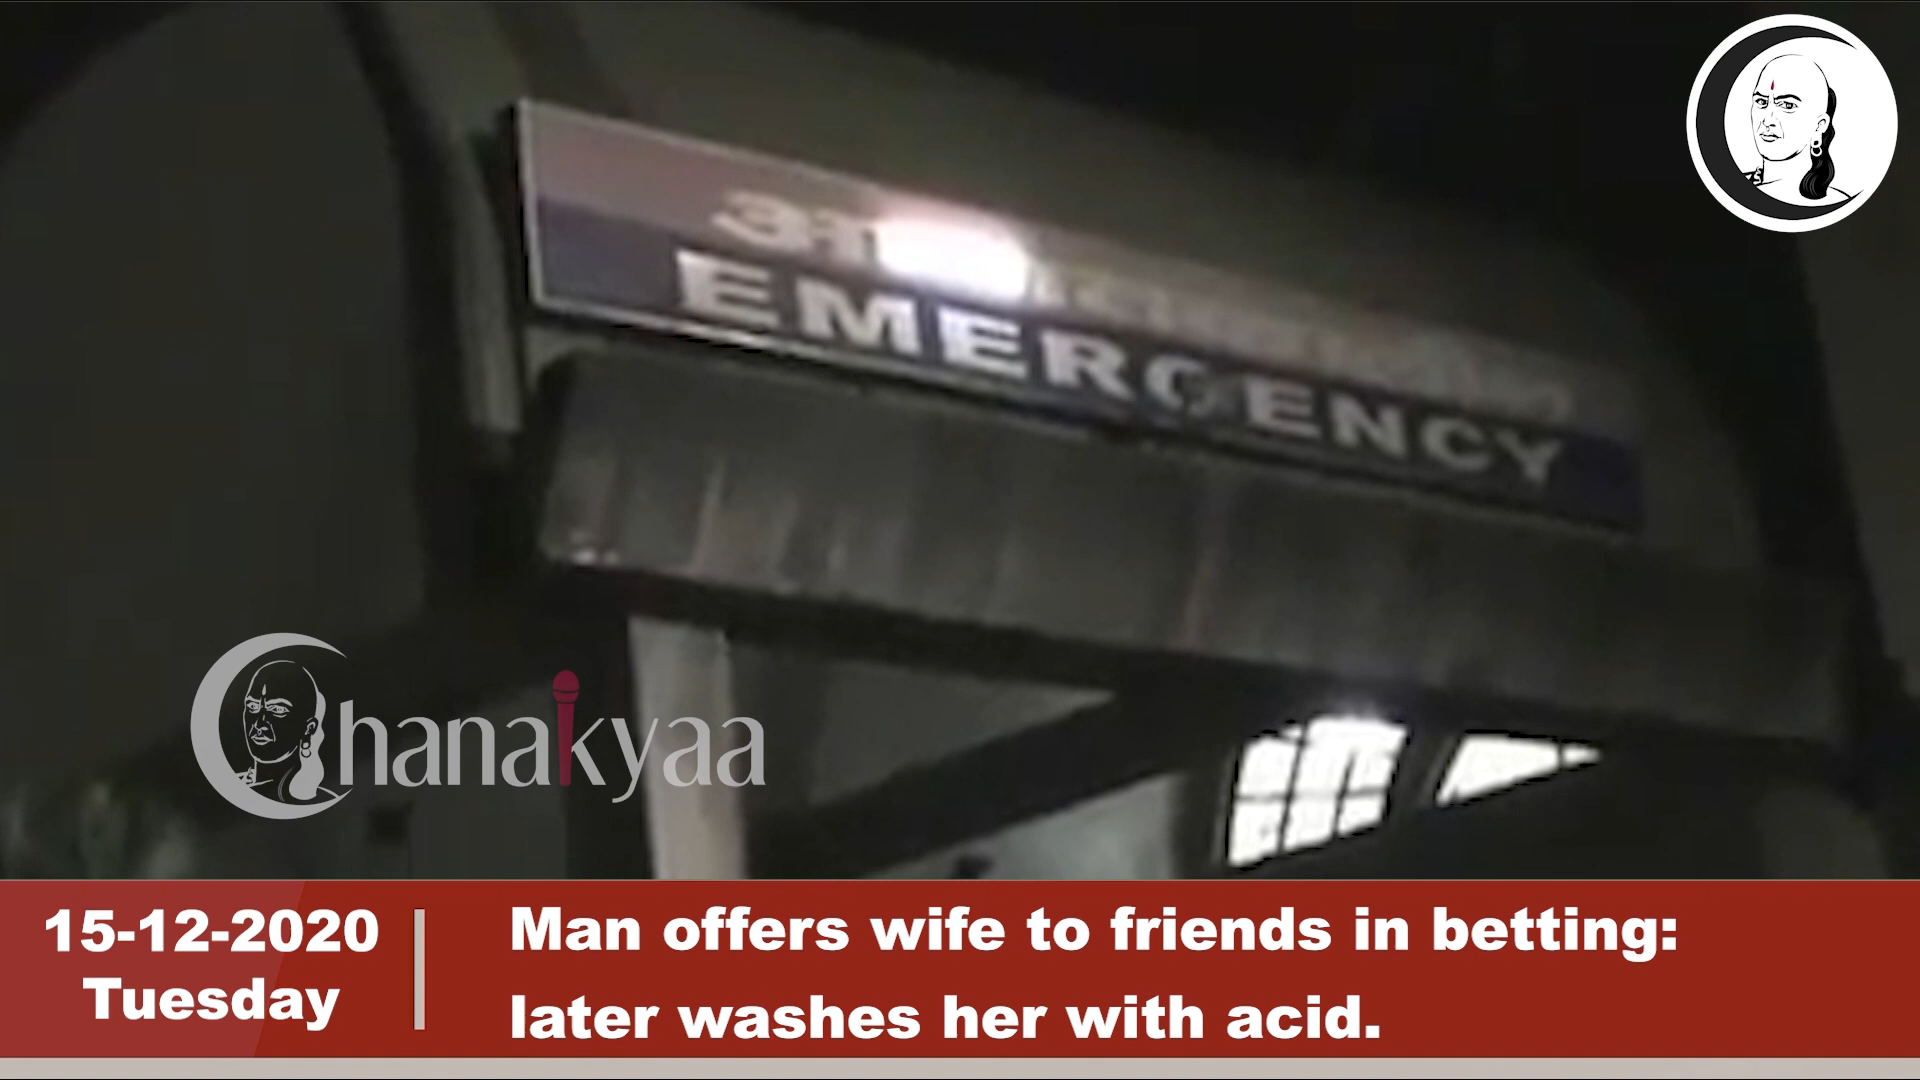 EMERGENCY
Chanakyaa
15-12-2020
Tuesday
Man offers wife to friends in betting:
later washes her with acid.